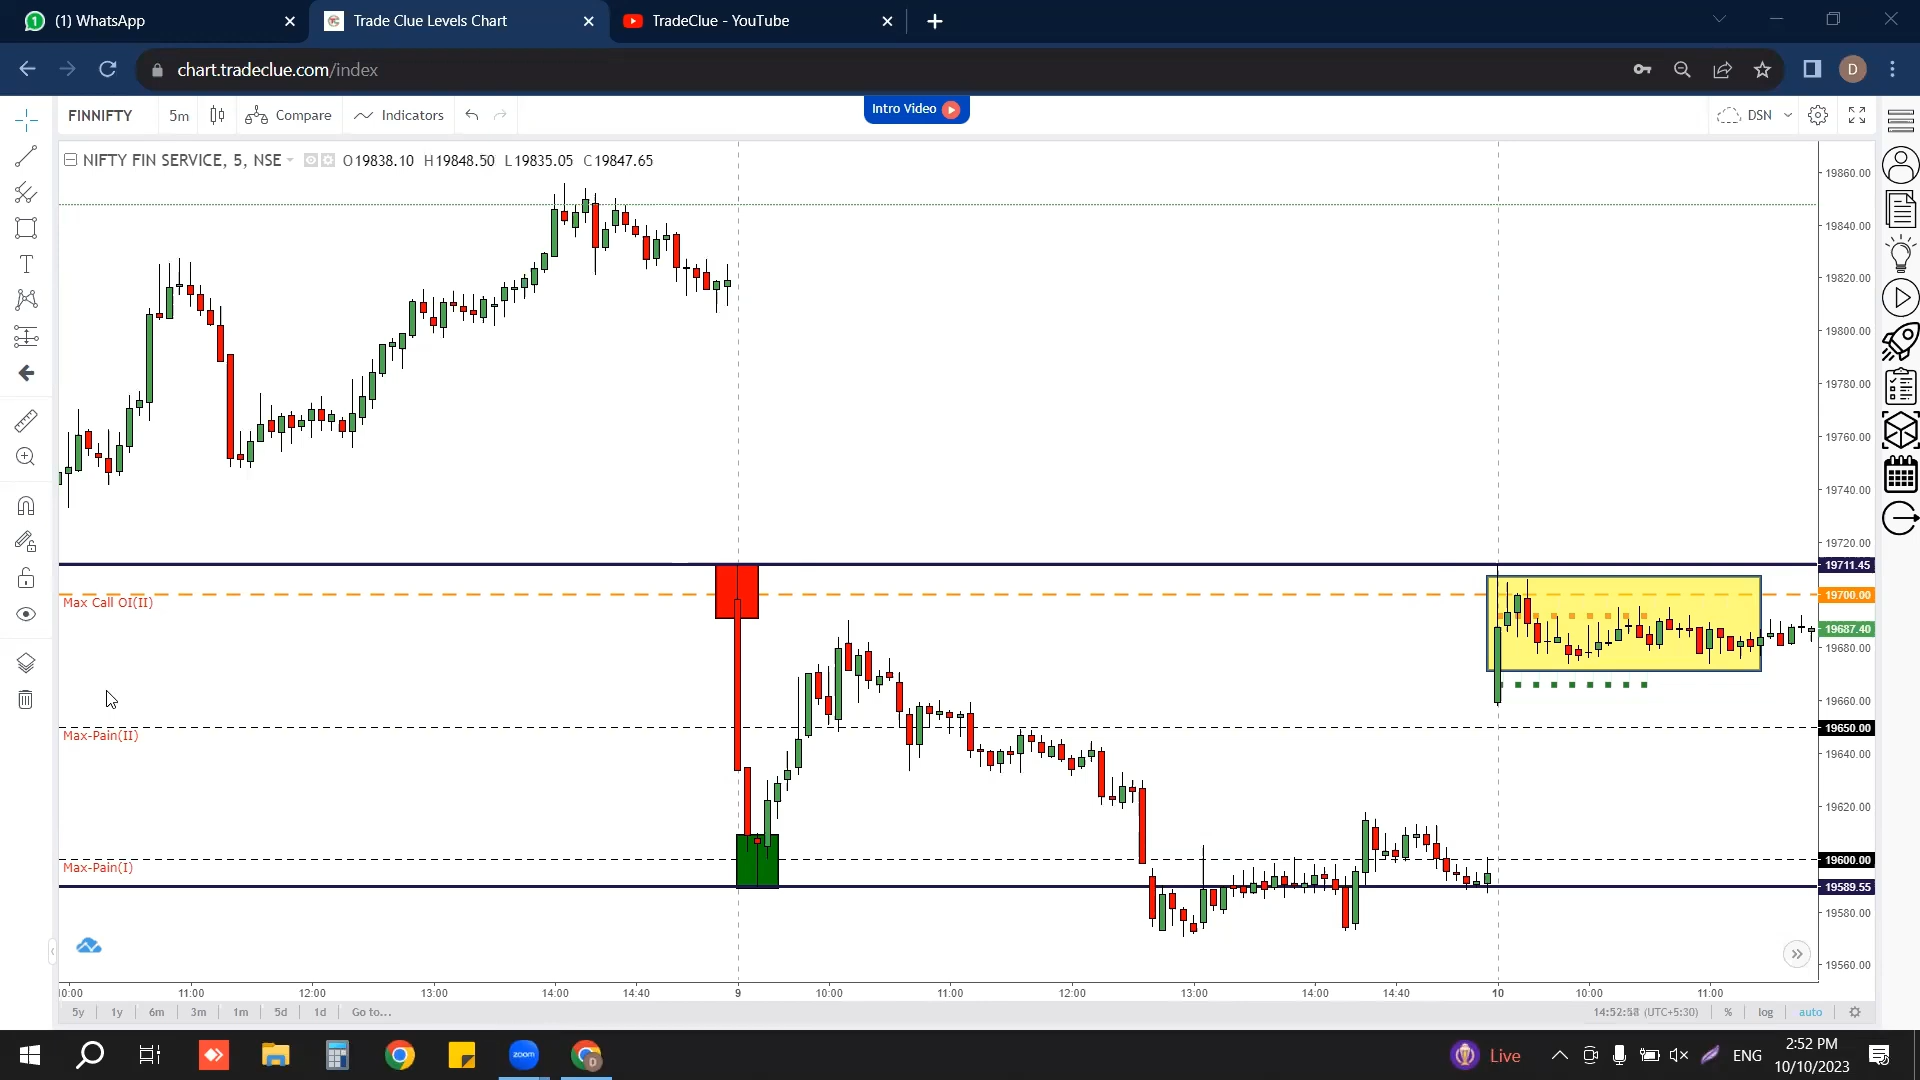 (1) WhatsApp
Trade Clue Levels Chart
TradeClue - YouTube
chart.tradeclue.com/index
D
FINNIFTY
5m
Compare
Indicators
Intro Video
DSN
NIFTY FIN SERVICE, 5, NSE
O19838.10 H19848.50 L19835.05 C19847.65
19860.00
19840.00
19820.00
19800.00
19780.00
19760.00
19740.00
19720.00
19711.45
19700.00
Max Call OI(II)
19687.40
19680.00
19660.00
19650.00
Max-Pain(II)
19640.00
19620.00
19600.00
Max-Pain(I)
19589.55
19580.00
19560.00
10:00 11:00 12:00 13:00 14:00 14:40 9 10:00 11:00 12:00 13:00 14:00 14:40 10 10:00 11:00
5y 1y 6m 3m 1m 5d 1d Go to...
(UTC+5:30) % log auto
zoom
D
Live
ENG
2:52 PM
10/10/2023